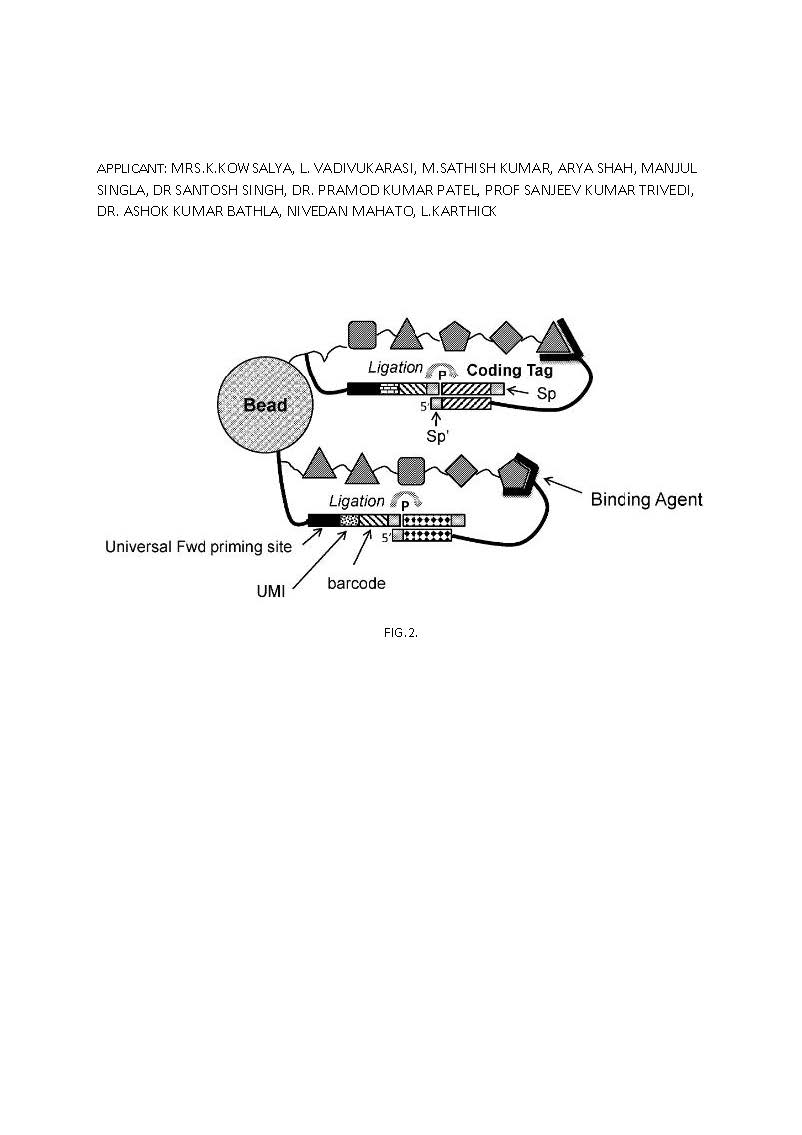 APPLICANT: MRS.K.KOWSALYA, L. VADIVUKARASI, M.SATHISH KUMAR, ARYA SHAH, MANJUL
SINGLA, DR SANTOSH SINGH, DR. PRAMOD KUMAR PATEL, PROF SANJEEV KUMAR TRIVEDI,
DR. ASHOK KUMAR BATHLA, NIVEDAN MAHATO, L.KARTHICK
Ligation
P
Coding Tag
Bead
Sp
5'
Sp'
Ligation
P
Binding Agent
5'
Universal Fwd priming site
barcode
UMI
FIG.2.